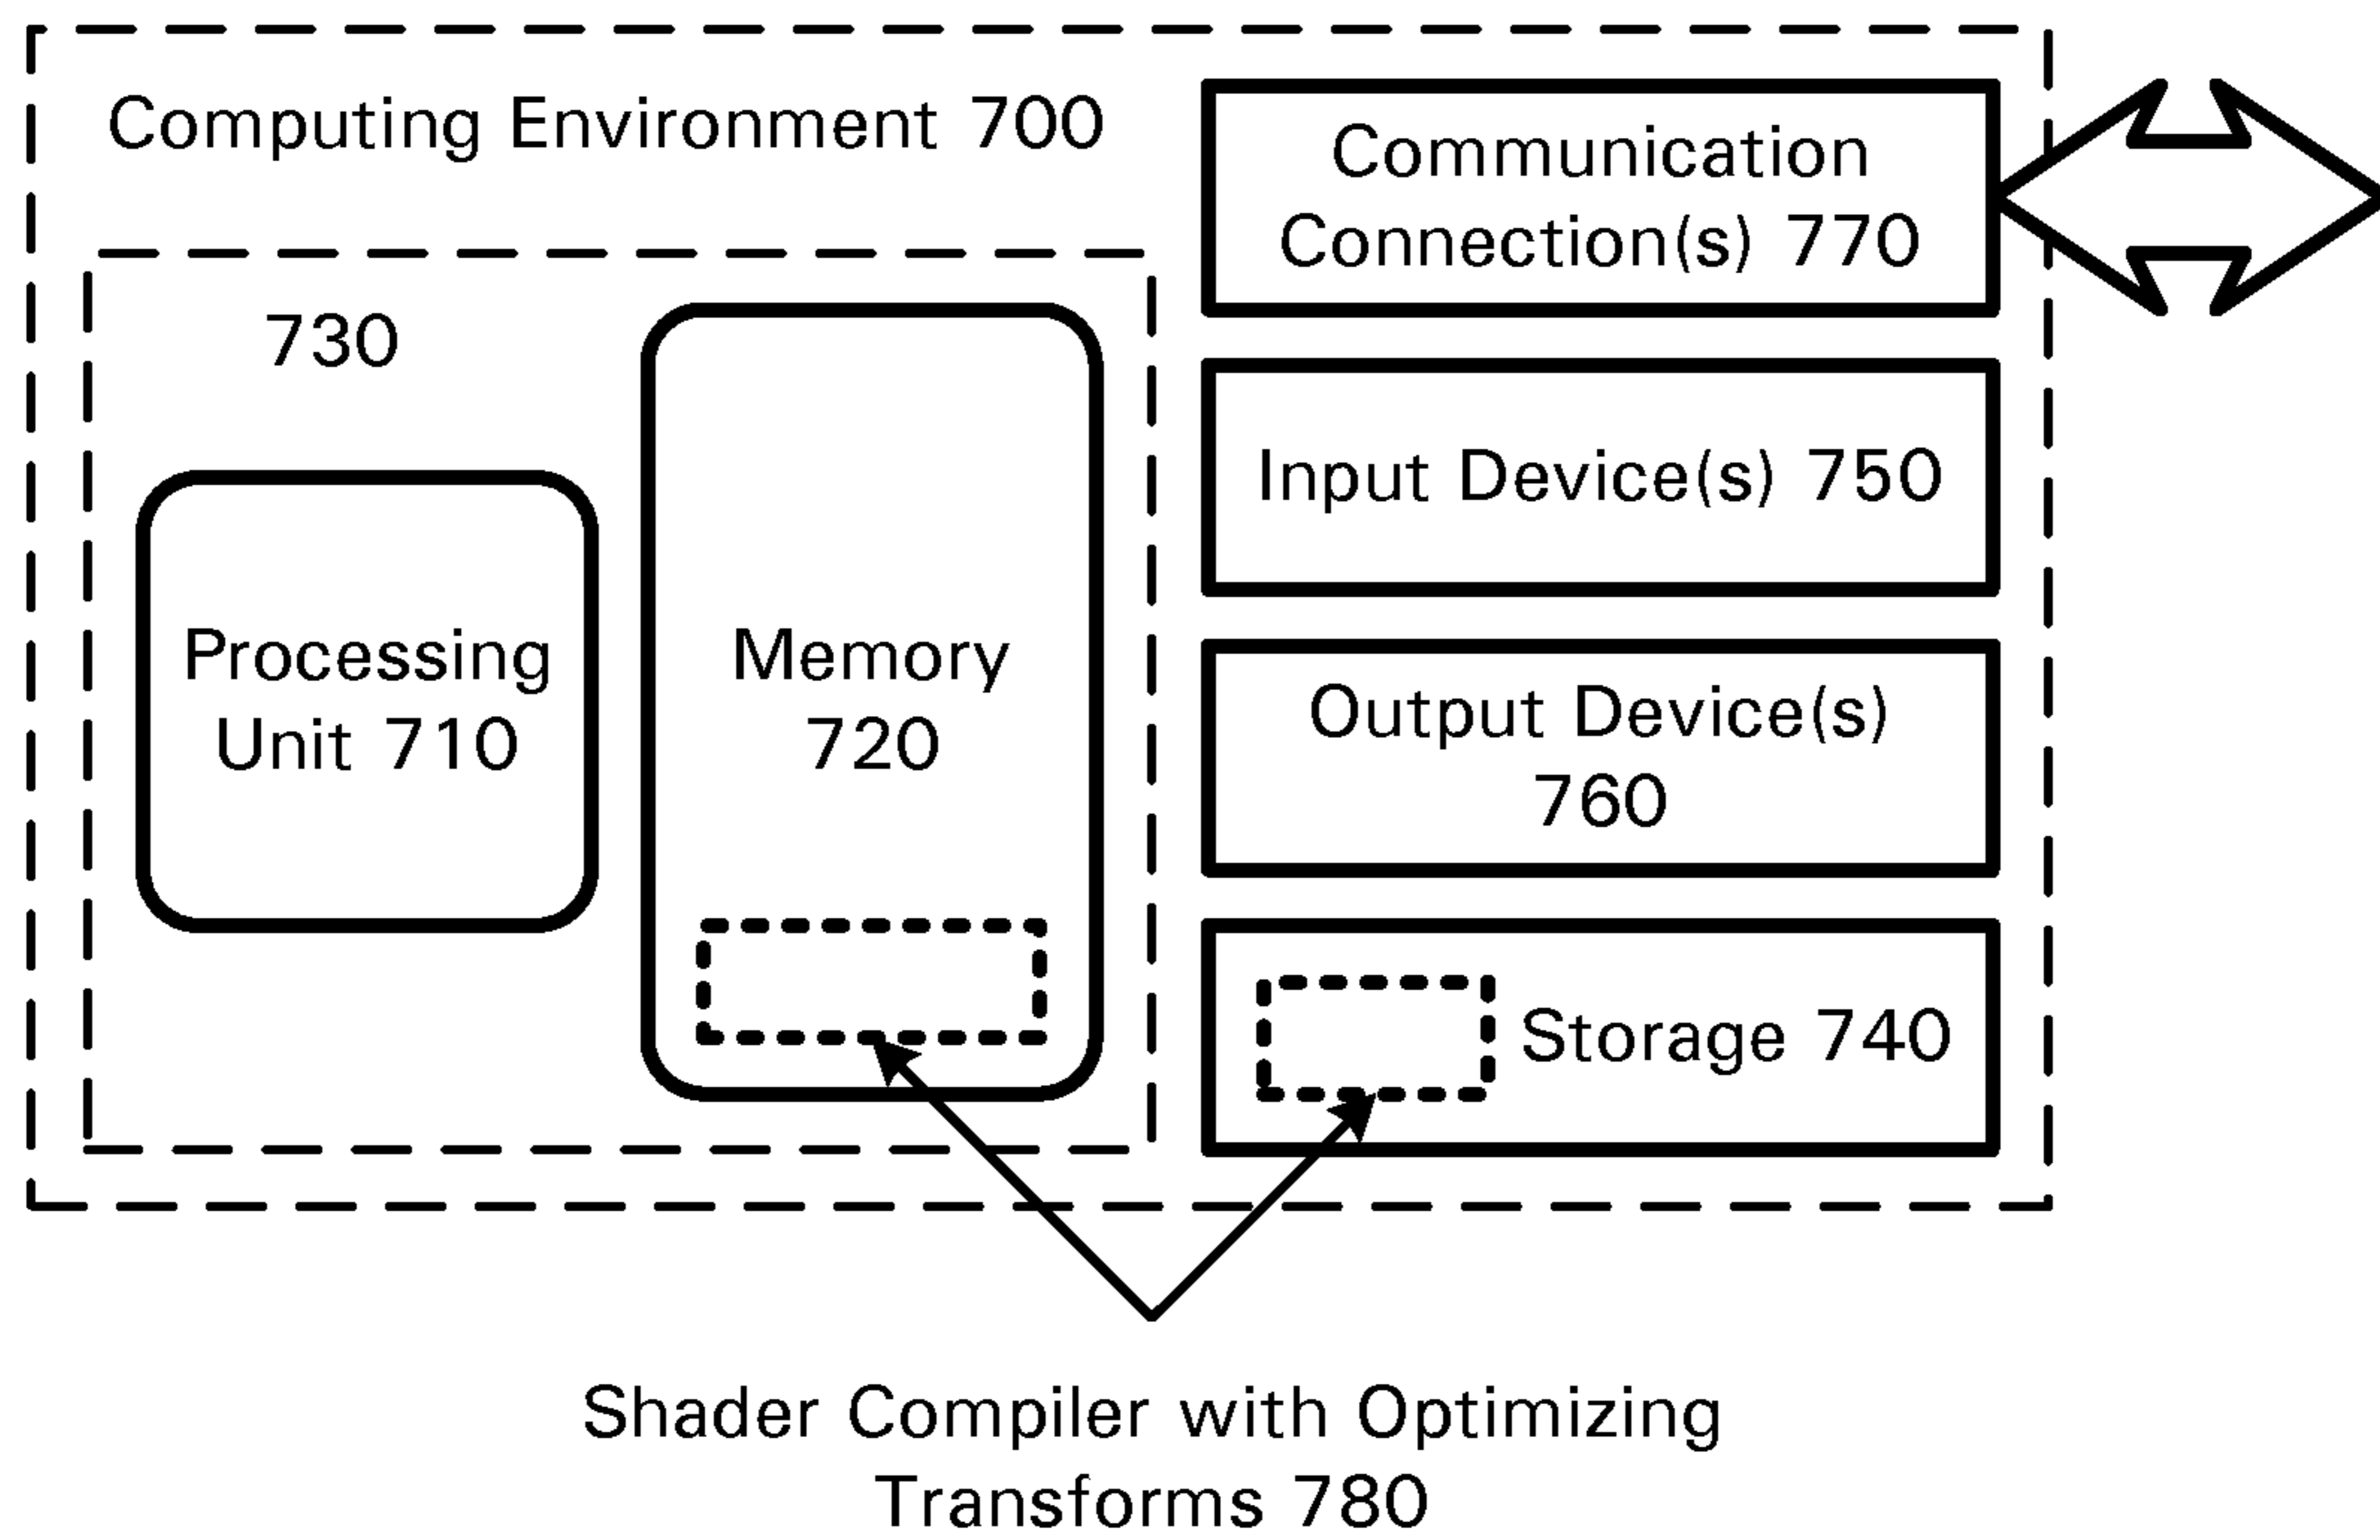 Computing Environment 700
Communication
Connection(s) 770
730
Input Device(s) 750
Processing
Unit 710
Memory
720
Output Device(s)
760
Storage 740
Shader Compiler with Optimizing
Transforms 780